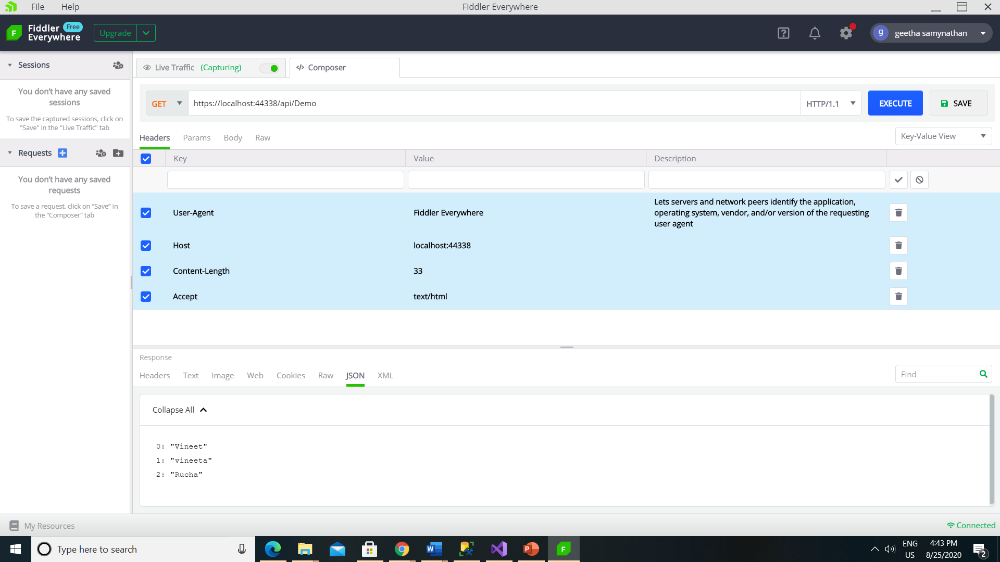 File Help
Fiddler Everywhere
Fiddler Free
Everywhere
Upgrade
g geetha samynathan
Sessions
You don’t have any saved
sessions
To save the captured sessions, click on
"Save" in the "Live Traffic" tab
Requests
You don’t have any saved
requests
To save a request, click on “Save” in
the “Composer” tab
Live Traffic (Capturing)
</> Composer
GET https://localhost:44338/api/Demo HTTP/1.1 EXECUTE SAVE
Headers Params Body Raw Key-Value View
Key Value Description
User-Agent Fiddler Everywhere
Lets servers and network peers identify the application,
operating system, vendor, and/or version of the requesting
user agent
Host localhost:44338
Content-Length 33
Accept text/html
Response
Headers Text Image Web Cookies Raw JSON XML Find
Collapse All
0: "Vineet"
1: "vineeta"
2: "Rucha"
My Resources
Connected
Type here to search
ENG
US
4:43 PM
8/25/2020
2